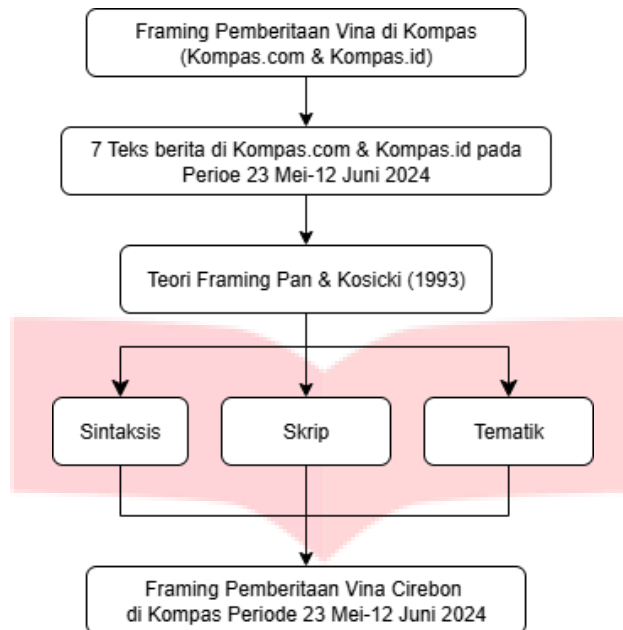 Framing Pemberitaan Vina di Kompas
(Kompas.com & Kompas.id)
7 Teks berita di Kompas.com & Kompas.id pada
Perioe 23 Mei-12 Juni 2024
Teori Framing Pan & Kosicki (1993)
Sintaksis
Skrip
Tematik
Framing Pemberitaan Vina Cirebon
di Kompas Periode 23 Mei-12 Juni 2024